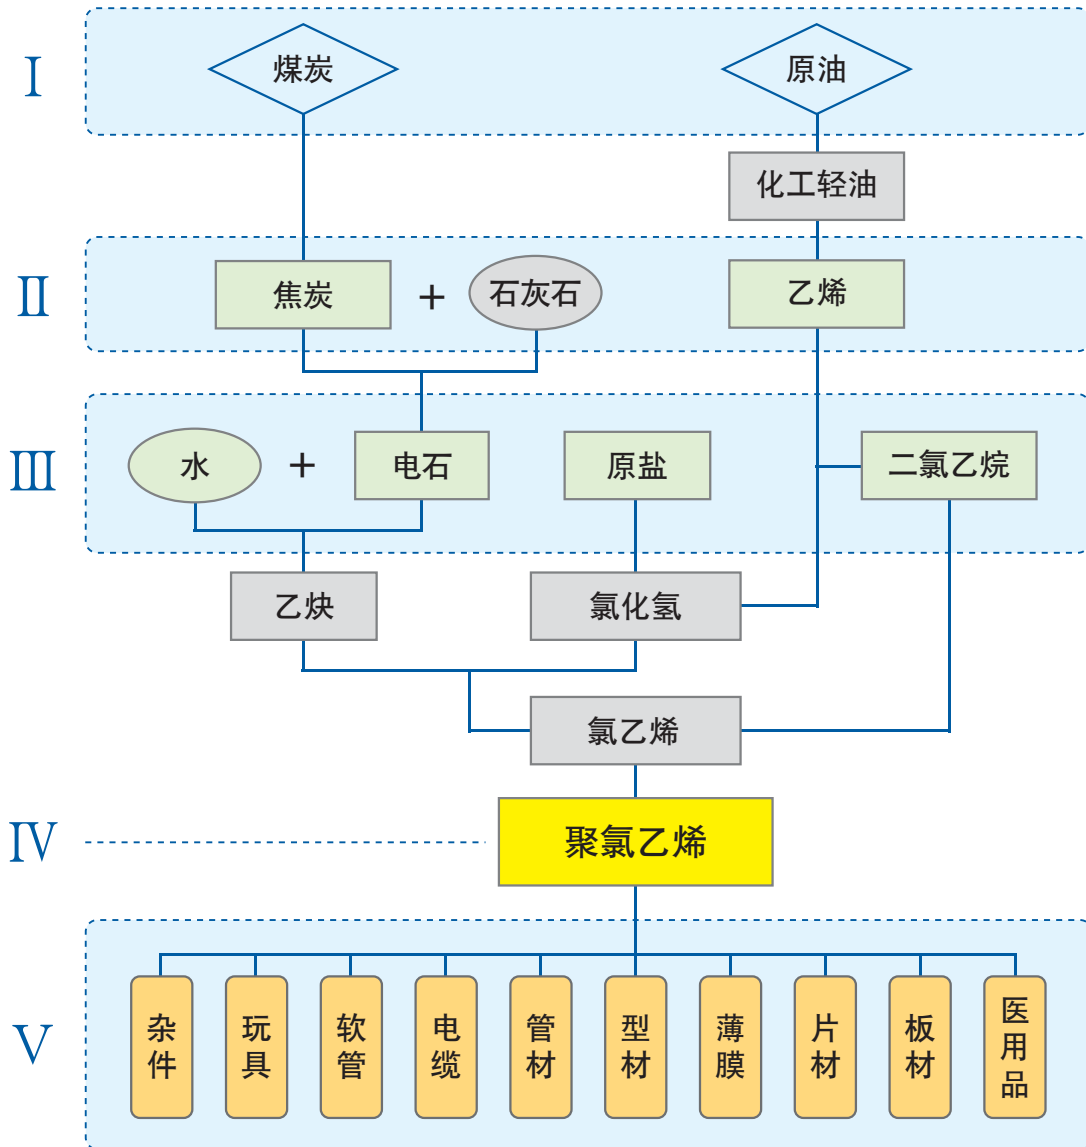 I
煤炭
原油
化工轻油
II
焦炭
+
石灰石
乙烯
III
水
+
电石
原盐
二氯乙烷
乙炔
氯化氢
氯乙烯
IV
聚氯乙烯
V
杂件
玩具
软管
电缆
管材
型材
薄膜
片材
板材
医用品